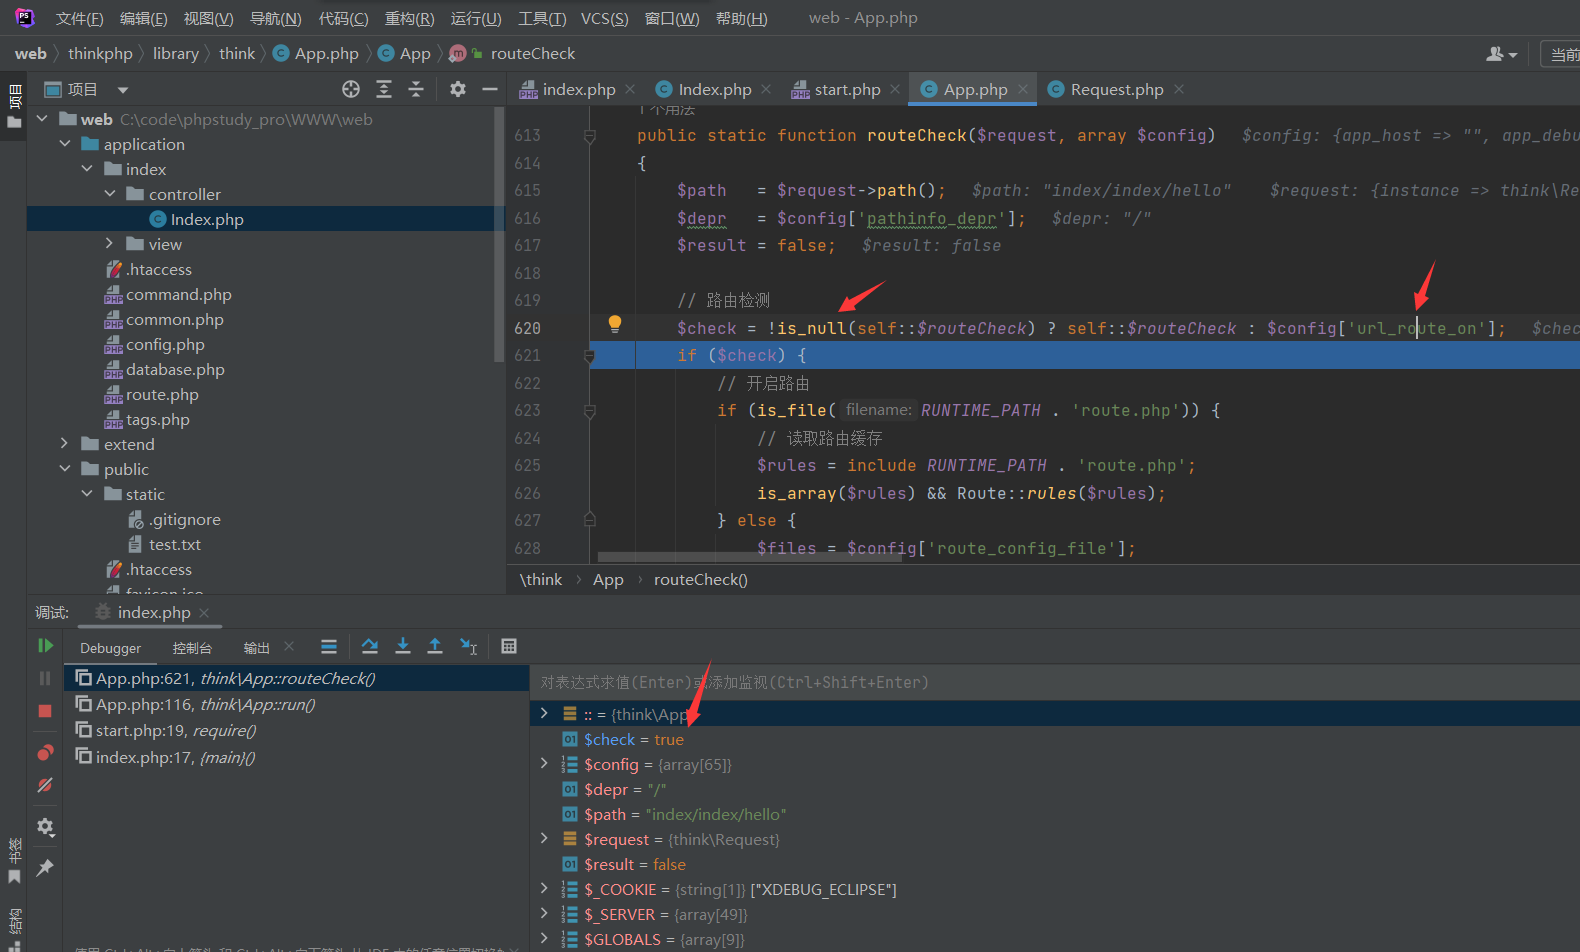 文件(F) 编辑(E) 视图(V) 导航(N) 代码(C) 重构(R) 运行(U) 工具(T) VCS(S) 窗口(W) 帮助(H) web - App.php
web thinkphp library think App.php App routeCheck 当前
项目
项目
web C:\code\phpstudy_pro\WWW\web
application
index
controller
Index.php
view
.htaccess
command.php
common.php
config.php
database.php
route.php
tags.php
extend
public
static
.gitignore
test.txt
.htaccess
favicon.ico
index.php Index.php start.php App.php Request.php
1 个用法
613 public static function routeCheck($request, array $config) $config: {app_host => "", app_debu
614 {
615 $path = $request->path(); $path: "index/index/hello" $request: {instance => think\Re
616 $depr = $config['pathinfo_depr']; $depr: "/"
617 $result = false; $result: false
618
619 // 路由检测
620 $check = !is_null(self::$routeCheck) ? self::$routeCheck : $config['url_route_on']; $chec
621 if ($check) {
622 // 开启路由
623 if (is_file( filename: RUNTIME_PATH . 'route.php')) {
624 // 读取路由缓存
625 $rules = include RUNTIME_PATH . 'route.php';
626 is_array($rules) && Route::rules($rules);
627 } else {
628 $files = $config['route_config_file'];
\think App routeCheck()
调试: index.php
Debugger 控制台 输出
App.php:621, think\App::routeCheck()
App.php:116, think\App::run()
start.php:19, require()
index.php:17, {main}()
对表达式求值(Enter)或添加监视(Ctrl+Shift+Enter)
:: = {think\App
$check = true
$config = {array[65]}
$depr = "/"
$path = "index/index/hello"
$request = {think\Request}
$result = false
$_COOKIE = {string[1]} ["XDEBUG_ECLIPSE"]
$_SERVER = {array[49]}
$GLOBALS = {array[9]}
书签
结构